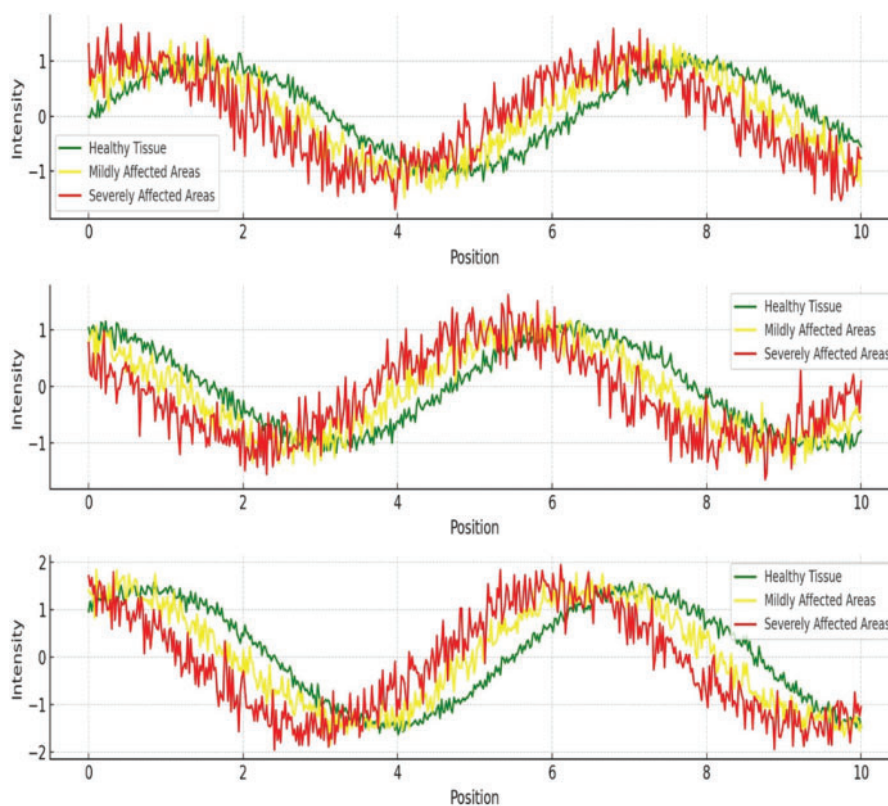 Intensity
1
0
−1
Healthy Tissue
Mildly Affected Areas
Severely Affected Areas
0 2 4 6 8 10
Position
Intensity
1
0
−1
Healthy Tissue
Mildly Affected Areas
Severely Affected Areas
0 2 4 6 8 10
Position
Intensity
2
1
0
−1
−2
Healthy Tissue
Mildly Affected Areas
Severely Affected Areas
0 2 4 6 8 10
Position